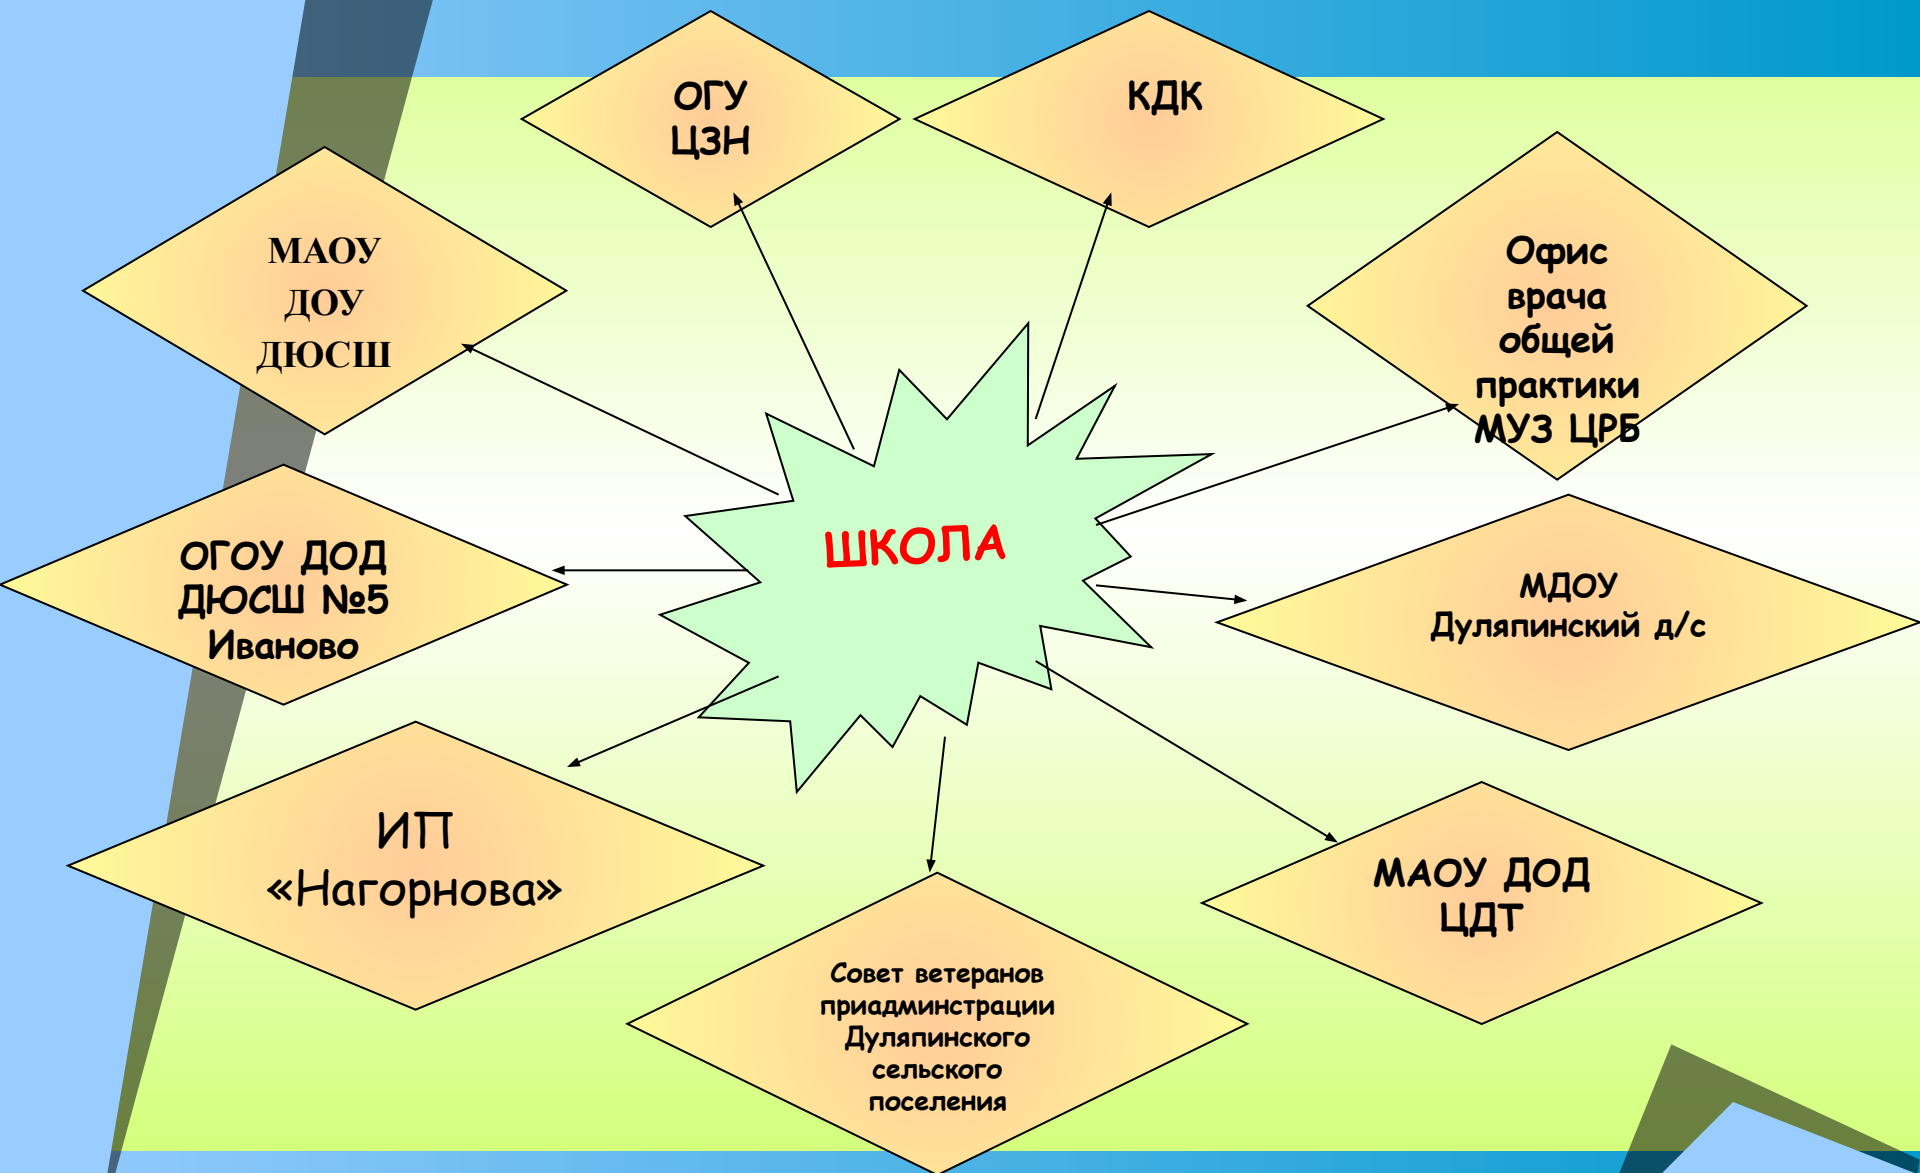 ОГУ
ЦЗН
КДК
МАОУ
ДОУ
ДЮСШ
Офис
врача
общей
практики
МУЗ ЦРБ
ШКОЛА
ОГОУ ДОД
ДЮСШ №5
Иваново
МДОУ
Дуляпинский д/с
ИП
«Нагорнова»
МАОУ ДОД
ЦДТ
Совет ветеранов
приадминстрации
Дуляпинского
сельского
поселения